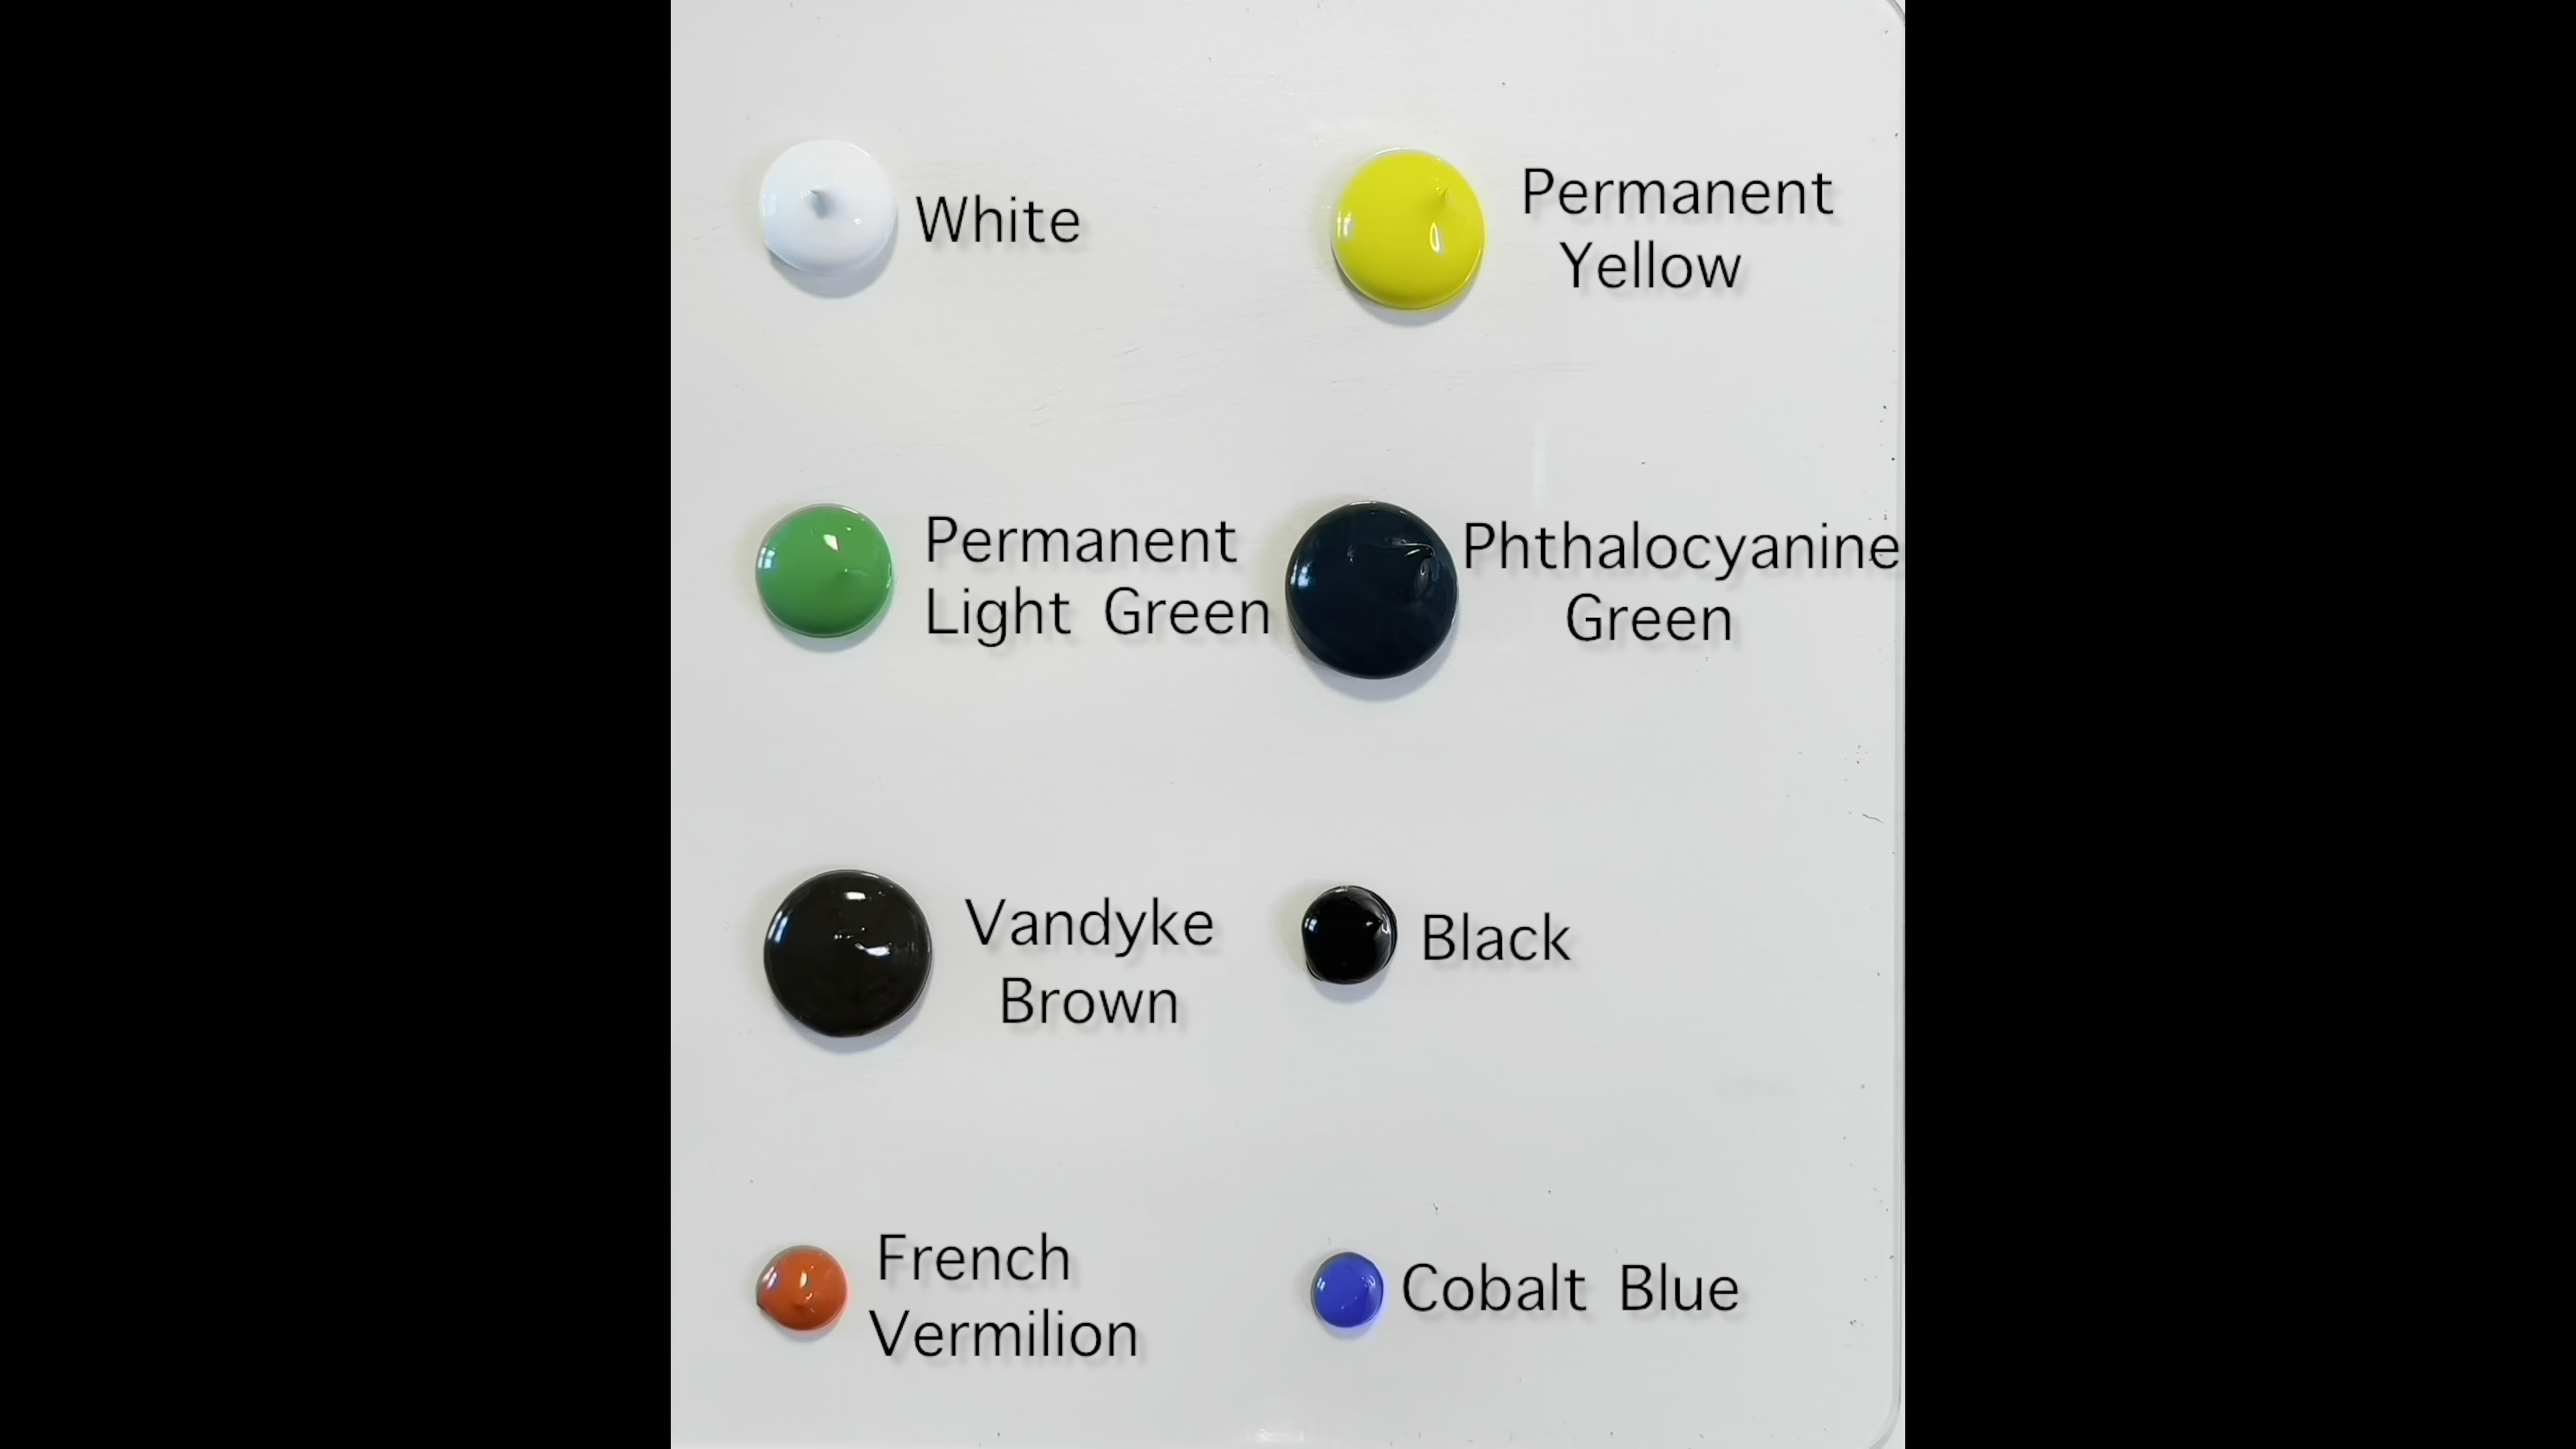 White
Permanent
Yellow
Permanent
Light Green
Phthalocyanine
Green
Vandyke
Brown
Black
French
Vermilion
Cobalt Blue